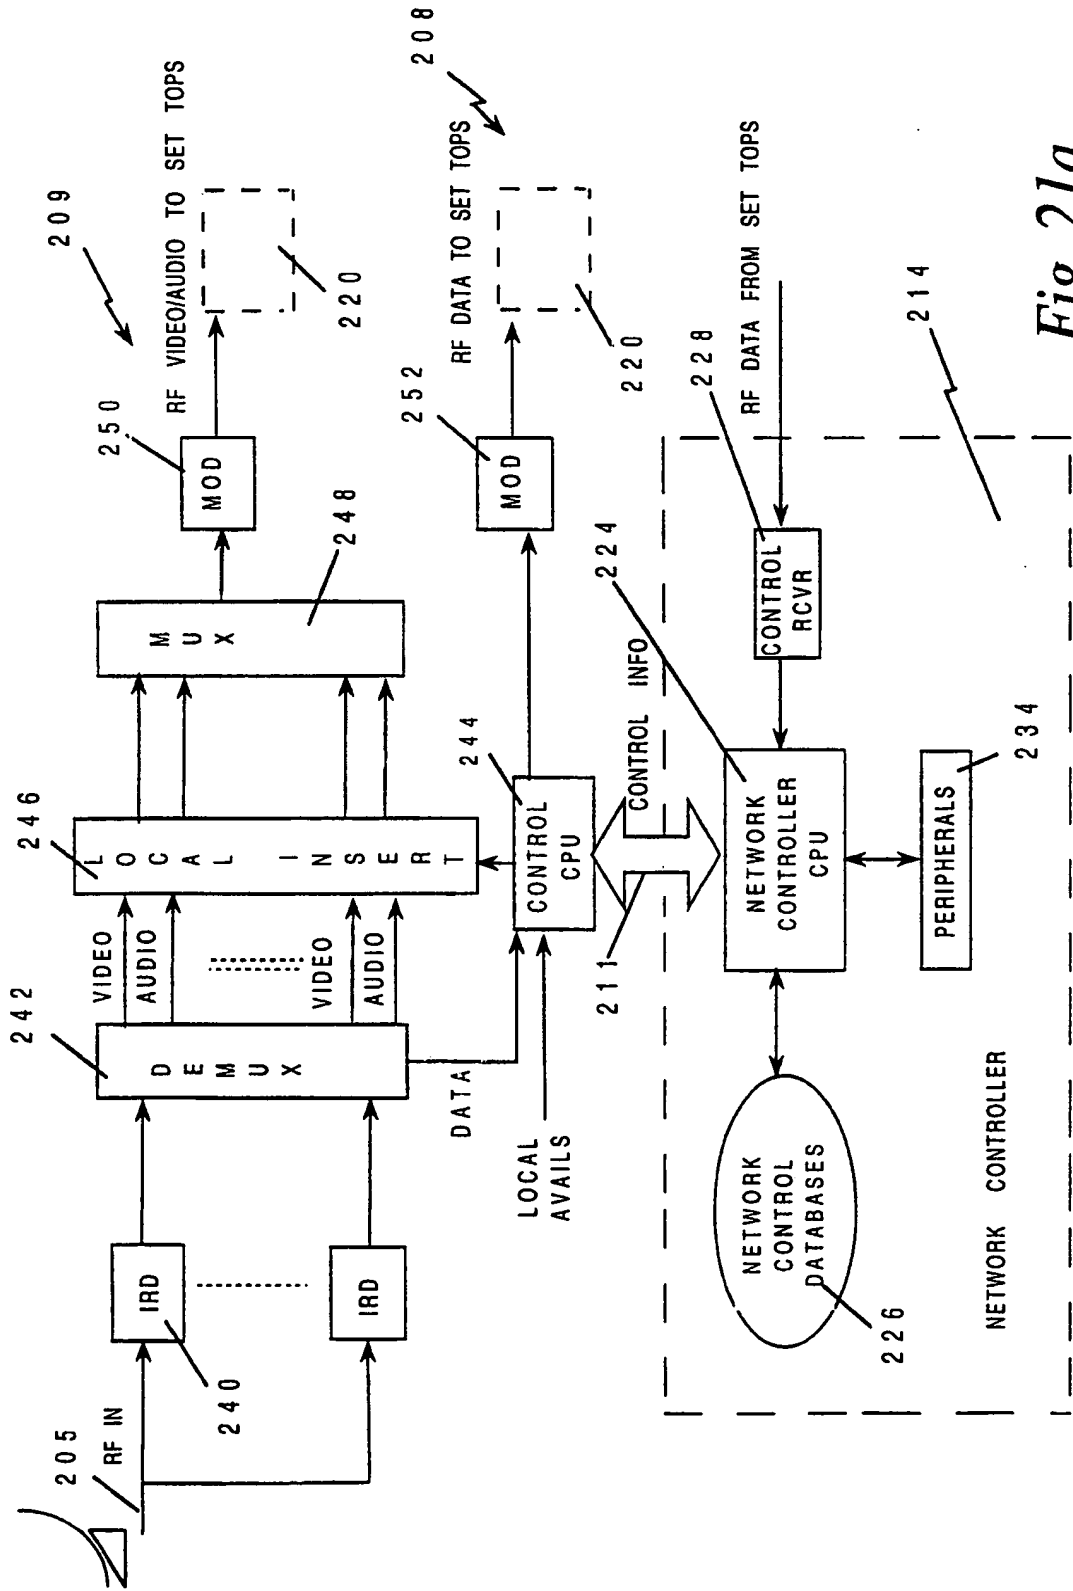 209
208
RF VIDEO/AUDIO TO SET TOPS
RF DATA TO SET TOPS
220
220
250
MOD
252
MOD
248
MUX
246
LOCAL INSERT
244
CONTROL
CPU
242
VIDEO
AUDIO
VIDEO
AUDIO
DEMUX
DATA
LOCAL
AVAILS
IRD
IRD
240
205
RF IN
211
CONTROL INFO
RF DATA FROM SET TOPS
214
228
CONTROL
RCVR
224
NETWORK
CONTROLLER
CPU
234
PERIPHERALS
NETWORK
CONTROL
DATABASES
226
NETWORK CONTROLLER
Fig. 21a